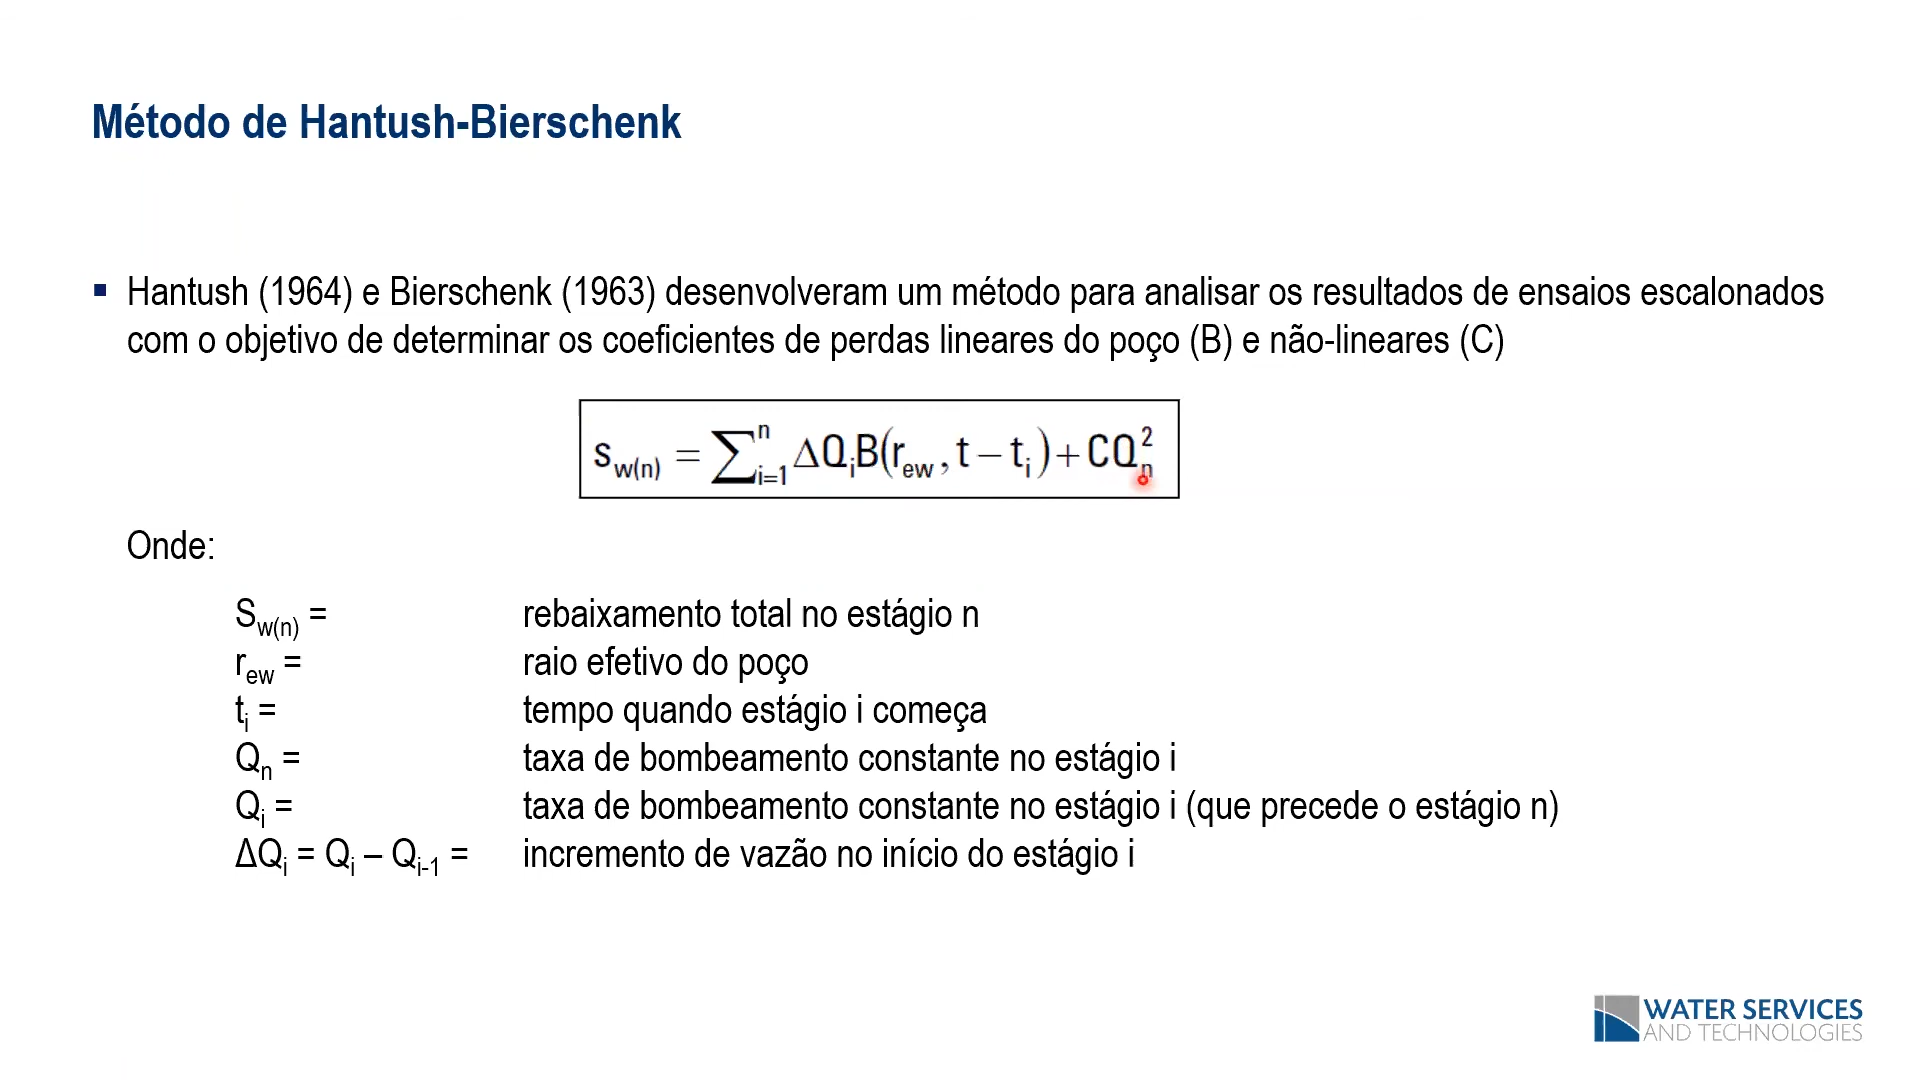 Método de Hantush-Bierschenk
▪ Hantush (1964) e Bierschenk (1963) desenvolveram um método para analisar os resultados de ensaios escalonados
com o objetivo de determinar os coeficientes de perdas lineares do poço (B) e não-lineares (C)
s_w(n) = ∑_{i=1}^{n} ΔQ_i B(r_ew, t − t_i) + CQ_n^2
Onde:
S_w(n) = rebaixamento total no estágio n
r_ew = raio efetivo do poço
t_i = tempo quando estágio i começa
Q_n = taxa de bombeamento constante no estágio i
Q_i = taxa de bombeamento constante no estágio i (que precede o estágio n)
ΔQ_i = Q_i – Q_i-1 = incremento de vazão no início do estágio i
WATER SERVICES
AND TECHNOLOGIES